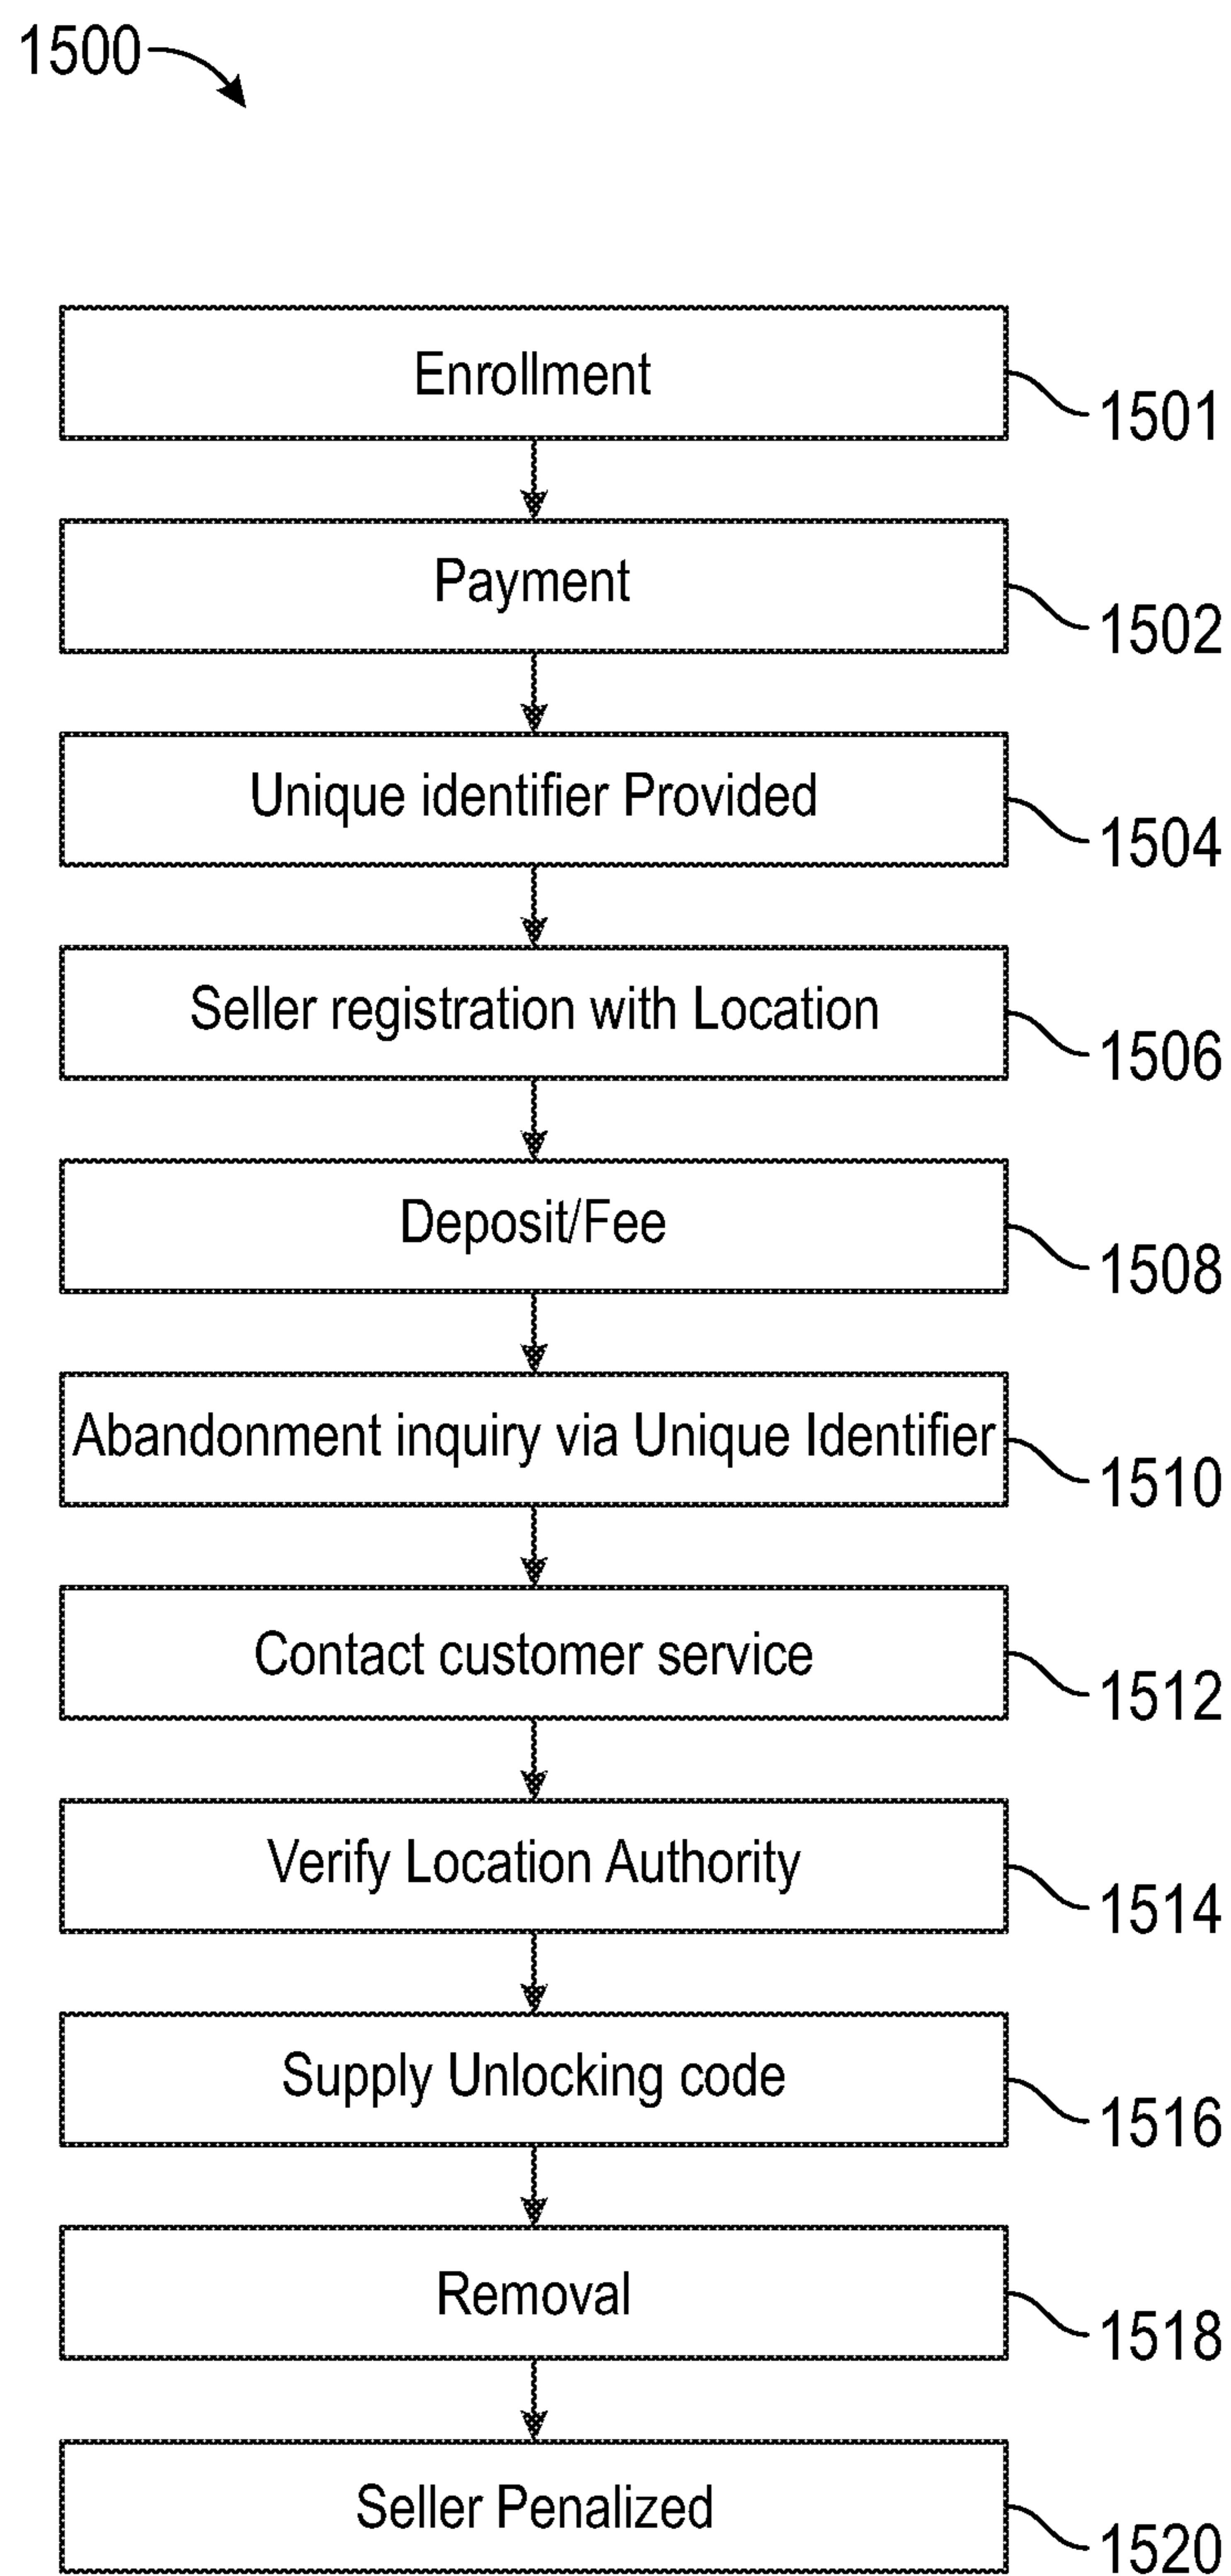 1500
Enrollment
1501
Payment
1502
Unique identifier Provided
1504
Seller registration with Location
1506
Deposit/Fee
1508
Abandonment inquiry via Unique Identifier
1510
Contact customer service
1512
Verify Location Authority
1514
Supply Unlocking code
1516
Removal
1518
Seller Penalized
1520